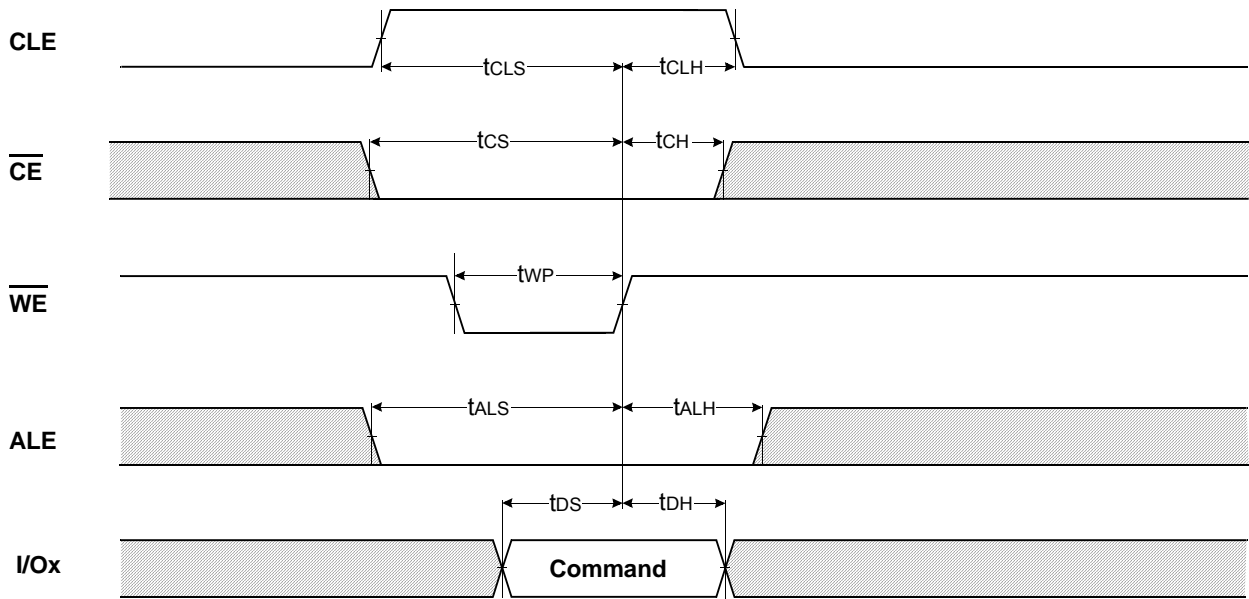 CLE
tCLS
tCLH
CE
tCS
tCH
WE
tWP
ALE
tALS
tALH
tDS
tDH
I/Ox
Command